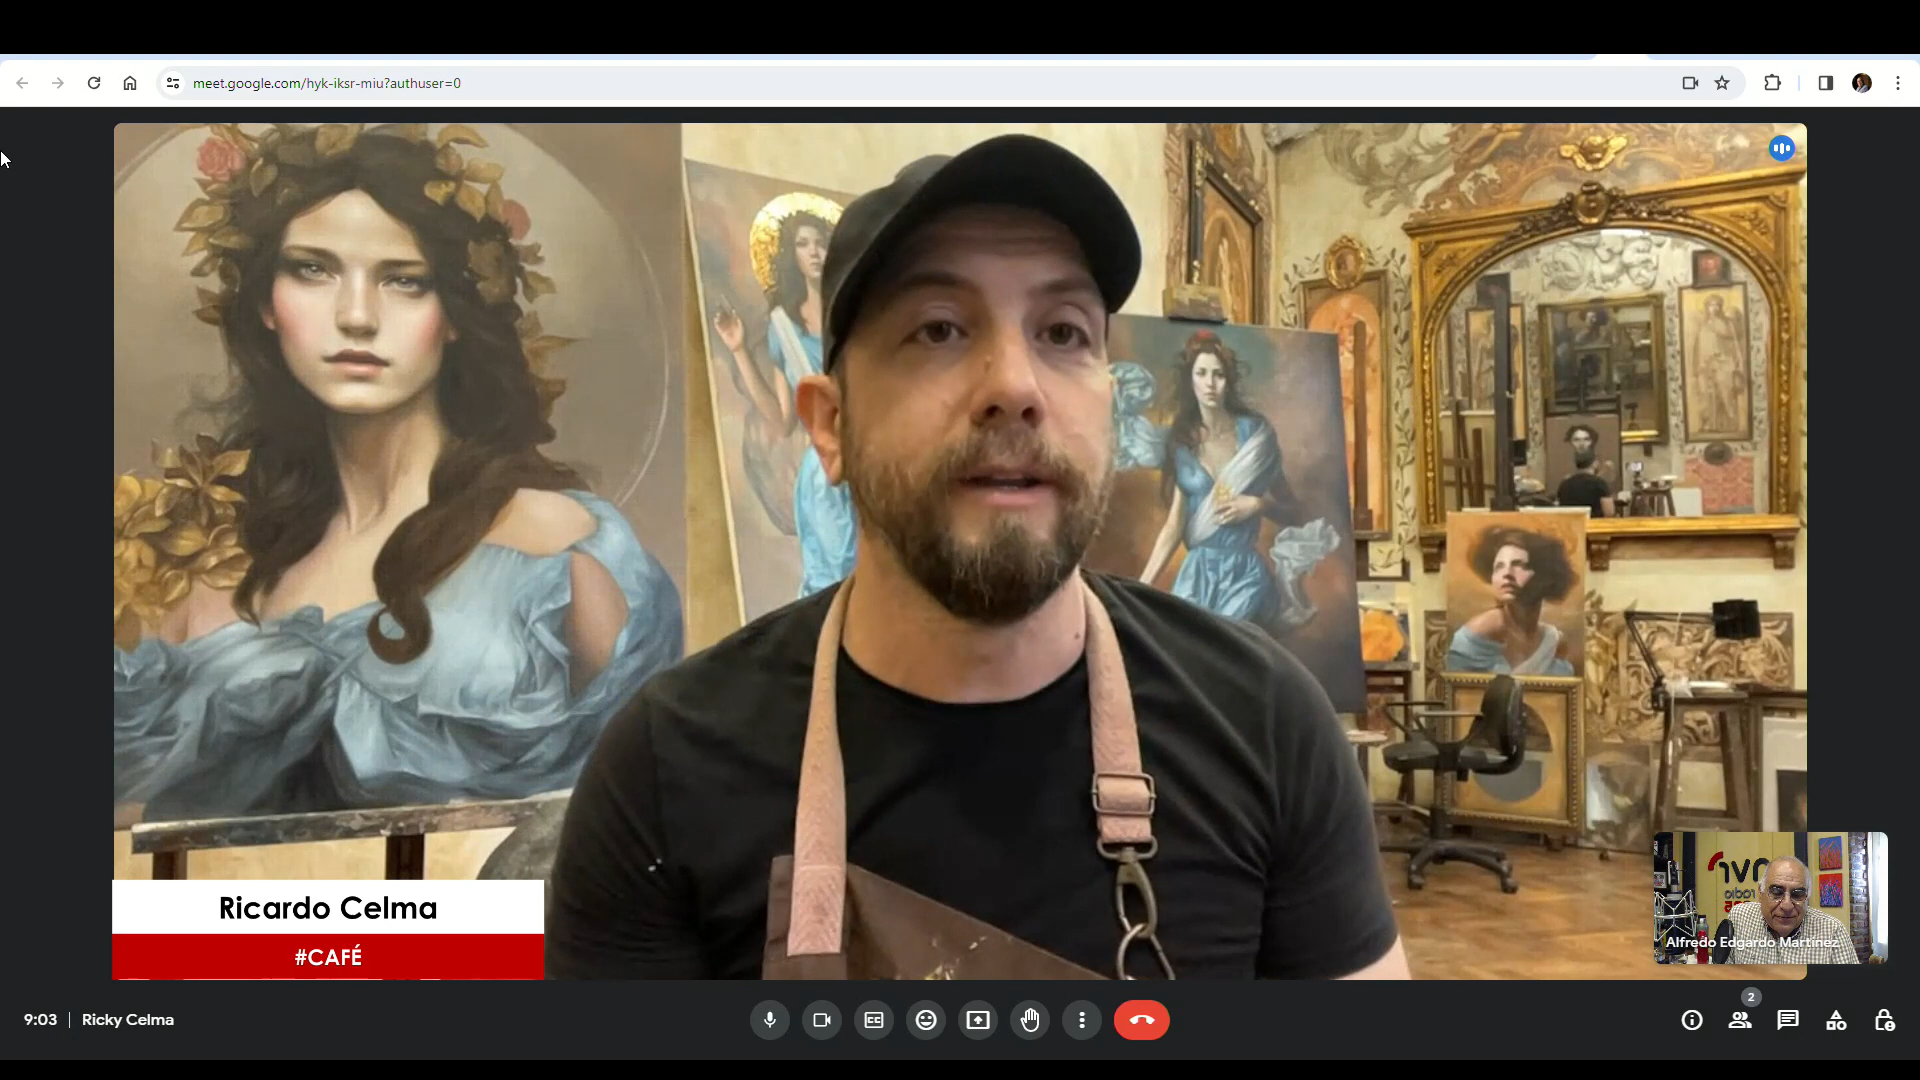 meet.google.com/hyk-iksr-miu?authuser=0
Ricardo Celma
#CAFÉ
Alfredo Edgardo Martinez
2
9:03 | Ricky Celma